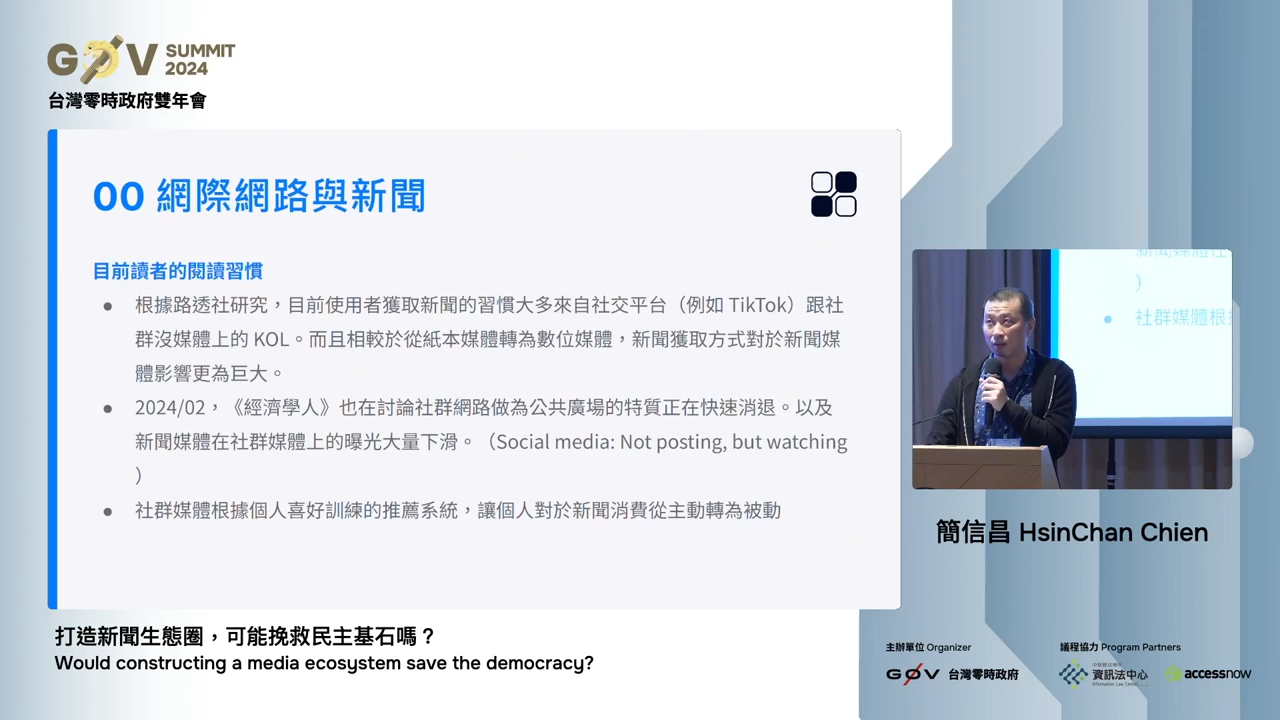 G0V SUMMIT 2024
台灣零時政府雙年會
00 網際網路與新聞
目前讀者的閱讀習慣
● 根據路透社研究，目前使用者獲取新聞的習慣大多來自社交平台（例如 TikTok）跟社
群沒媒體上的 KOL。而且相較於從紙本媒體轉為數位媒體，新聞獲取方式對於新聞媒
體影響更為巨大。
● 2024/02，《經濟學人》也在討論社群網路做為公共廣場的特質正在快速消退。以及
新聞媒體在社群媒體上的曝光大量下滑。（Social media: Not posting, but watching
）
● 社群媒體根據個人喜好訓練的推薦系統，讓個人對於新聞消費從主動轉為被動
新聞媒體在社
）
● 社群媒體根
簡信昌 HsinChan Chien
打造新聞生態圈，可能挽救民主基石嗎？
Would constructing a media ecosystem save the democracy?
主辦單位 Organizer
G0V 台灣零時政府
議程協力 Program Partners
資訊法中心
Information Law Center
accessnow